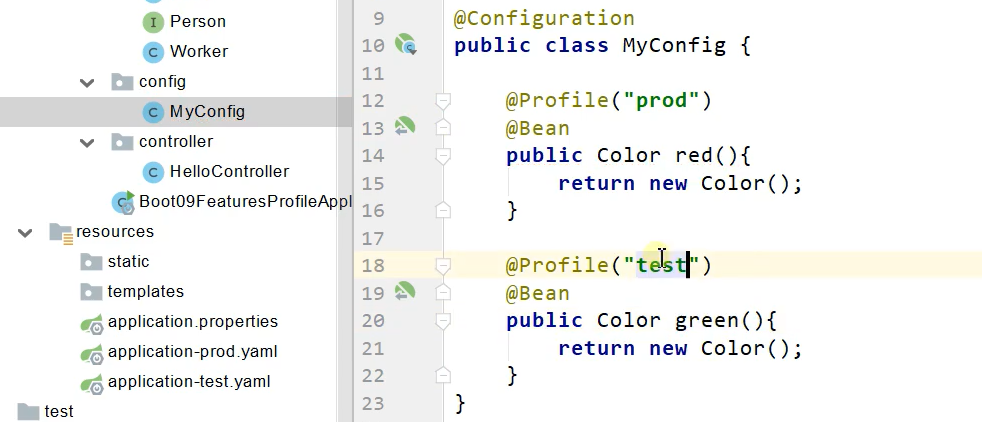 Person
Worker
config
MyConfig
controller
HelloController
Boot09FeaturesProfileAppl
resources
static
templates
application.properties
application-prod.yaml
application-test.yaml
test
9 @Configuration
10 public class MyConfig {
11
12 @Profile("prod")
13 @Bean
14 public Color red(){
15 return new Color();
16 }
17
18 @Profile("test")
19 @Bean
20 public Color green(){
21 return new Color();
22 }
23 }